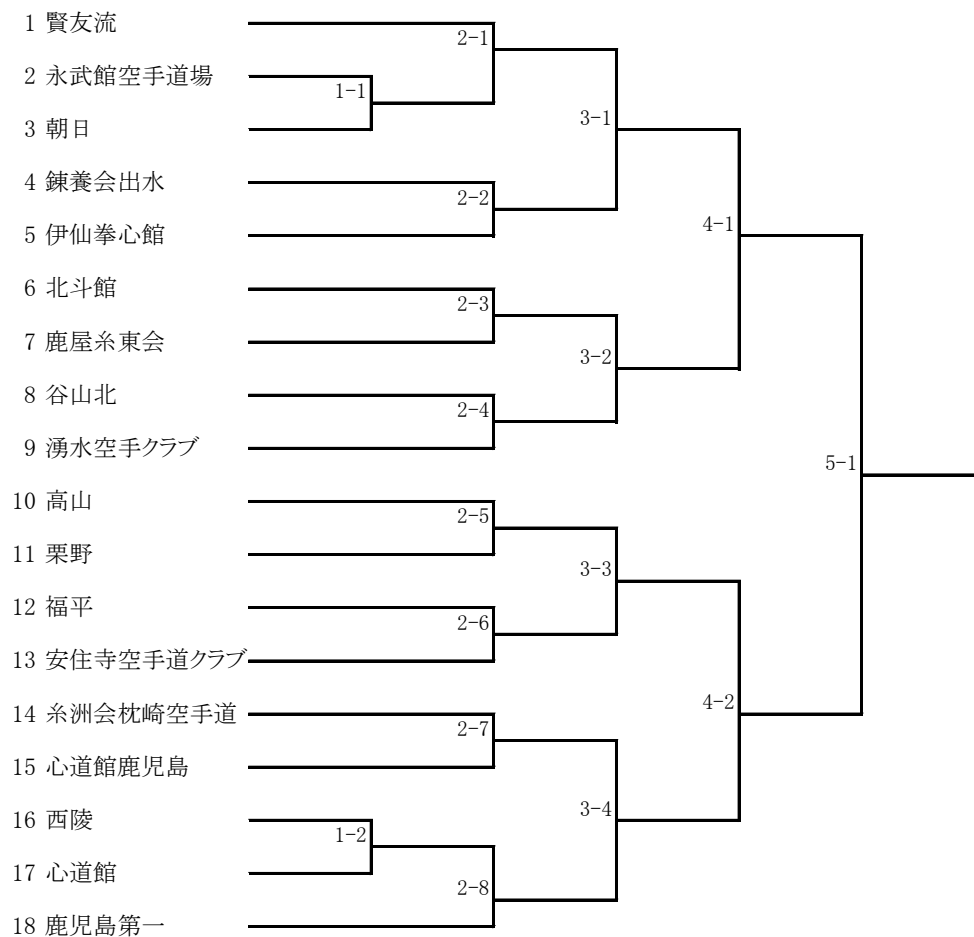 1 賢友流
2-1
2 永武館空手道場
1-1
3 朝日
3-1
4 錬養会出水
2-2
5 伊仙拳心館
4-1
6 北斗館
2-3
7 鹿屋糸東会
3-2
8 谷山北
2-4
9 湧水空手クラブ
5-1
10 高山
2-5
11 栗野
3-3
12 福平
2-6
13 安住寺空手道クラブ
4-2
14 糸洲会枕崎空手道
2-7
15 心道館鹿児島
3-4
16 西陵
1-2
17 心道館
2-8
18 鹿児島第一